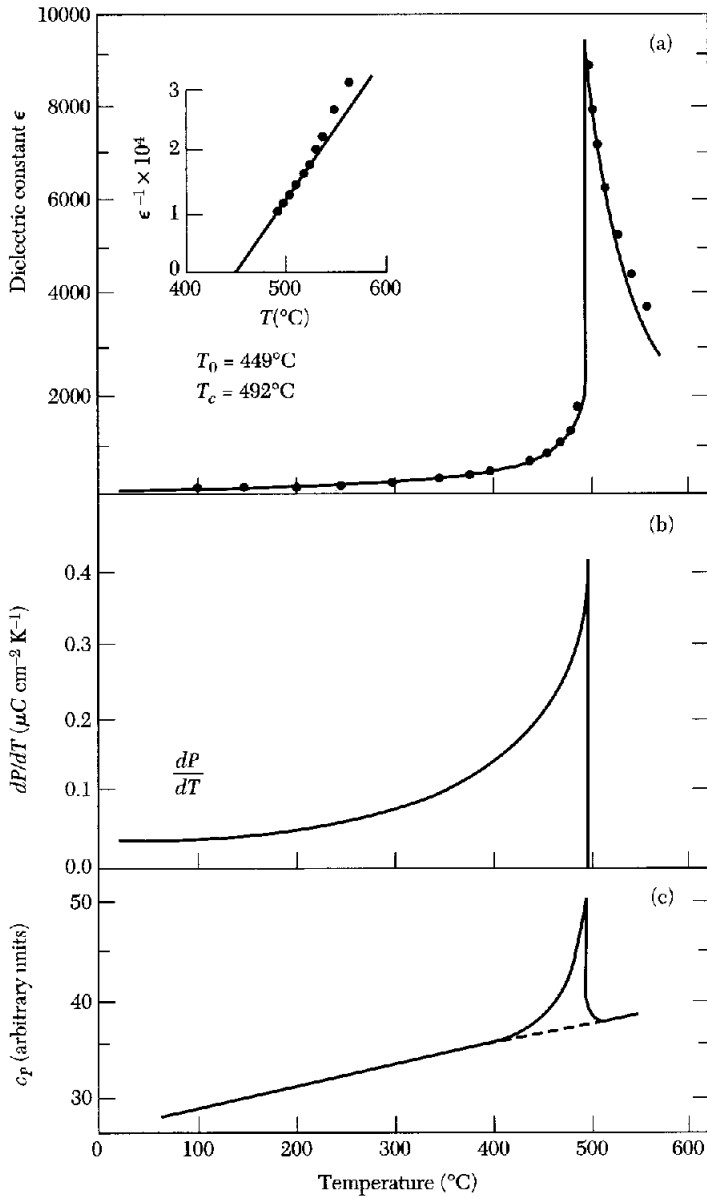 10000
(a)
8000
6000
4000
2000
Dielectric constant ϵ
3
2
1
0
ϵ⁻¹ × 10⁴
400 500 600
T(°C)
T₀ = 449°C
T_c = 492°C
(b)
0.4
0.3
0.2
0.1
0.0
dP/dT (μC cm⁻² K⁻¹)
dP
dT
(c)
50
40
30
c_p (arbitrary units)
0 100 200 300 400 500 600
Temperature (°C)